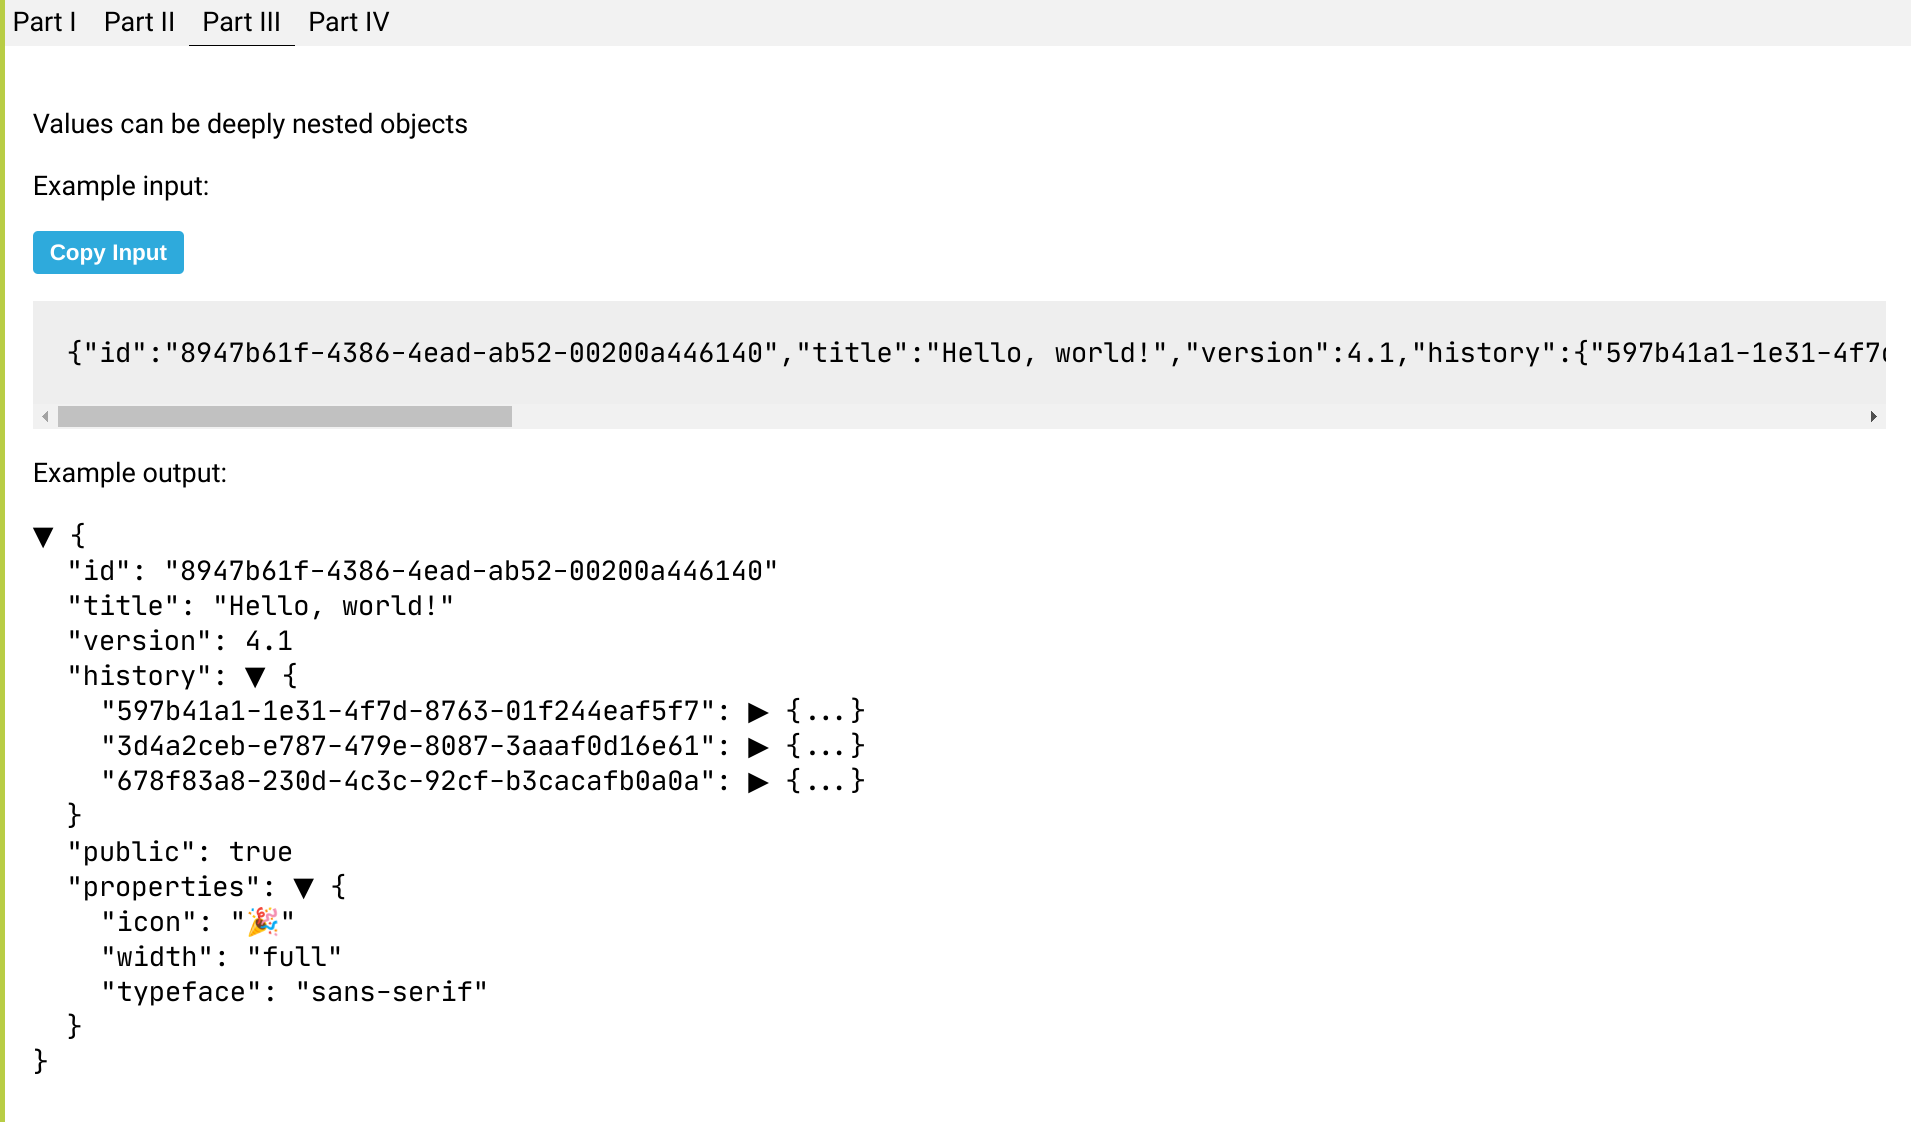 Part I Part II Part III Part IV
Values can be deeply nested objects
Example input:
Copy Input
{"id":"8947b61f-4386-4ead-ab52-00200a446140","title":"Hello, world!","version":4.1,"history":{"597b41a1-1e31-4f7d
Example output:
▼ {
"id": "8947b61f-4386-4ead-ab52-00200a446140"
"title": "Hello, world!"
"version": 4.1
"history": ▼ {
"597b41a1-1e31-4f7d-8763-01f244eaf5f7": ▶ {...}
"3d4a2ceb-e787-479e-8087-3aaaf0d16e61": ▶ {...}
"678f83a8-230d-4c3c-92cf-b3cacafb0a0a": ▶ {...}
}
"public": true
"properties": ▼ {
"icon": "🎉"
"width": "full"
"typeface": "sans-serif"
}
}